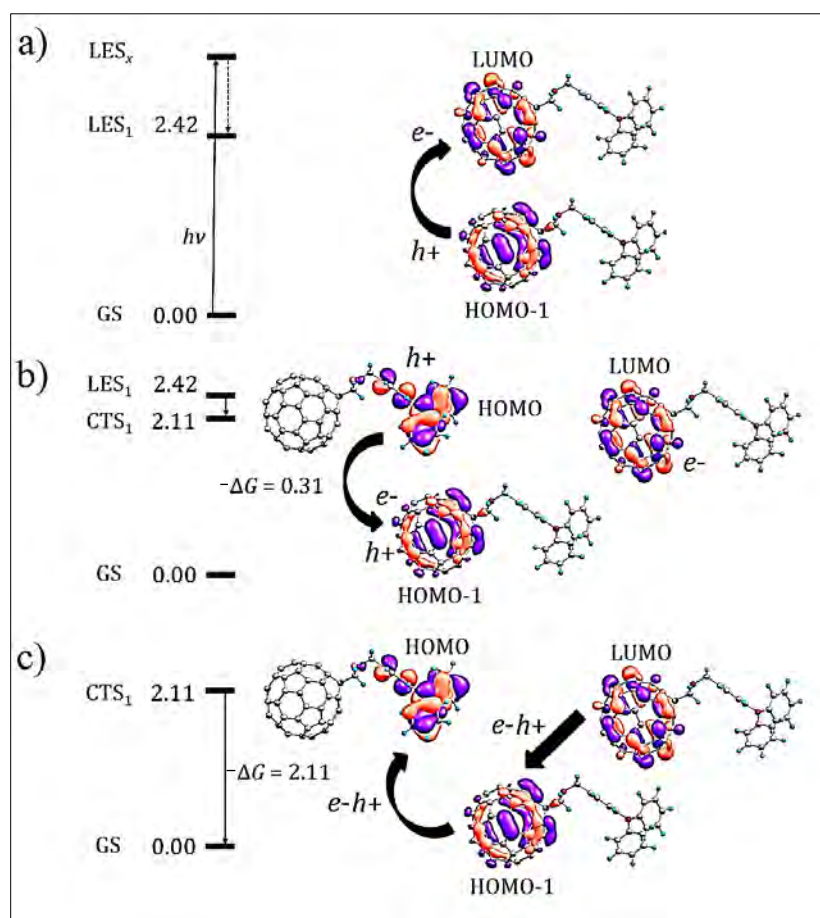 a)
LESx
LUMO
LES1 2.42
e-
hν
h+
GS 0.00
HOMO-1
b)
h+
LUMO
LES1 2.42
HOMO
CTS1 2.11
e-
−ΔG = 0.31
e-
h+
GS 0.00
HOMO-1
c)
HOMO
LUMO
CTS1 2.11
e-h+
−ΔG = 2.11
e-h+
GS 0.00
HOMO-1